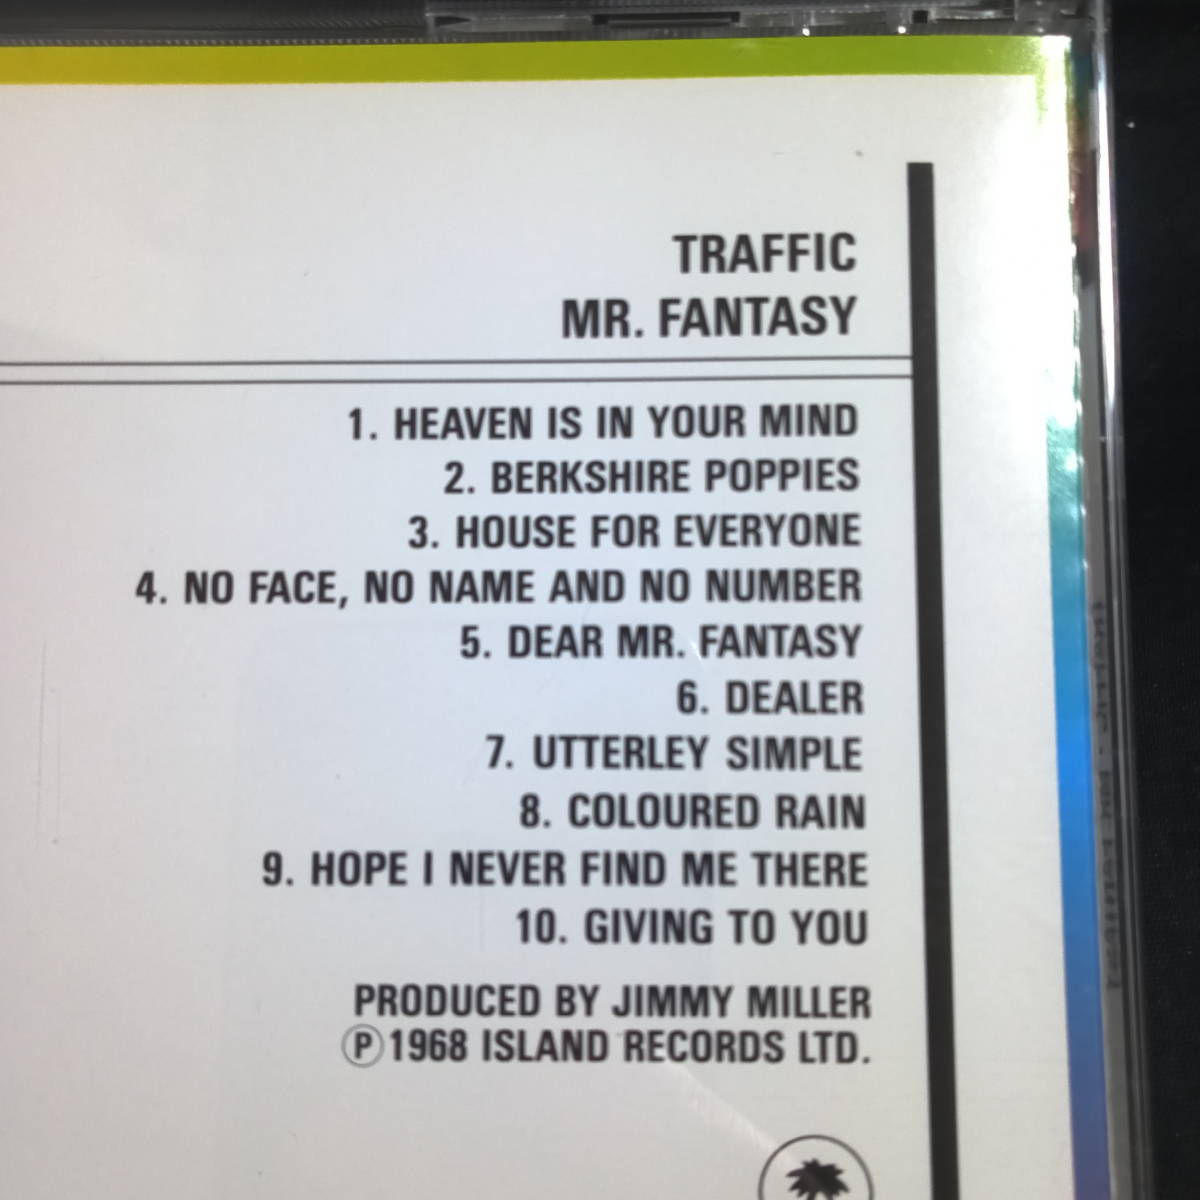 TRAFFIC
MR. FANTASY
1. HEAVEN IS IN YOUR MIND
2. BERKSHIRE POPPIES
3. HOUSE FOR EVERYONE
4. NO FACE, NO NAME AND NO NUMBER
5. DEAR MR. FANTASY
6. DEALER
7. UTTERLEY SIMPLE
8. COLOURED RAIN
9. HOPE I NEVER FIND ME THERE
10. GIVING TO YOU
PRODUCED BY JIMMY MILLER
Ⓟ1968 ISLAND RECORDS LTD.